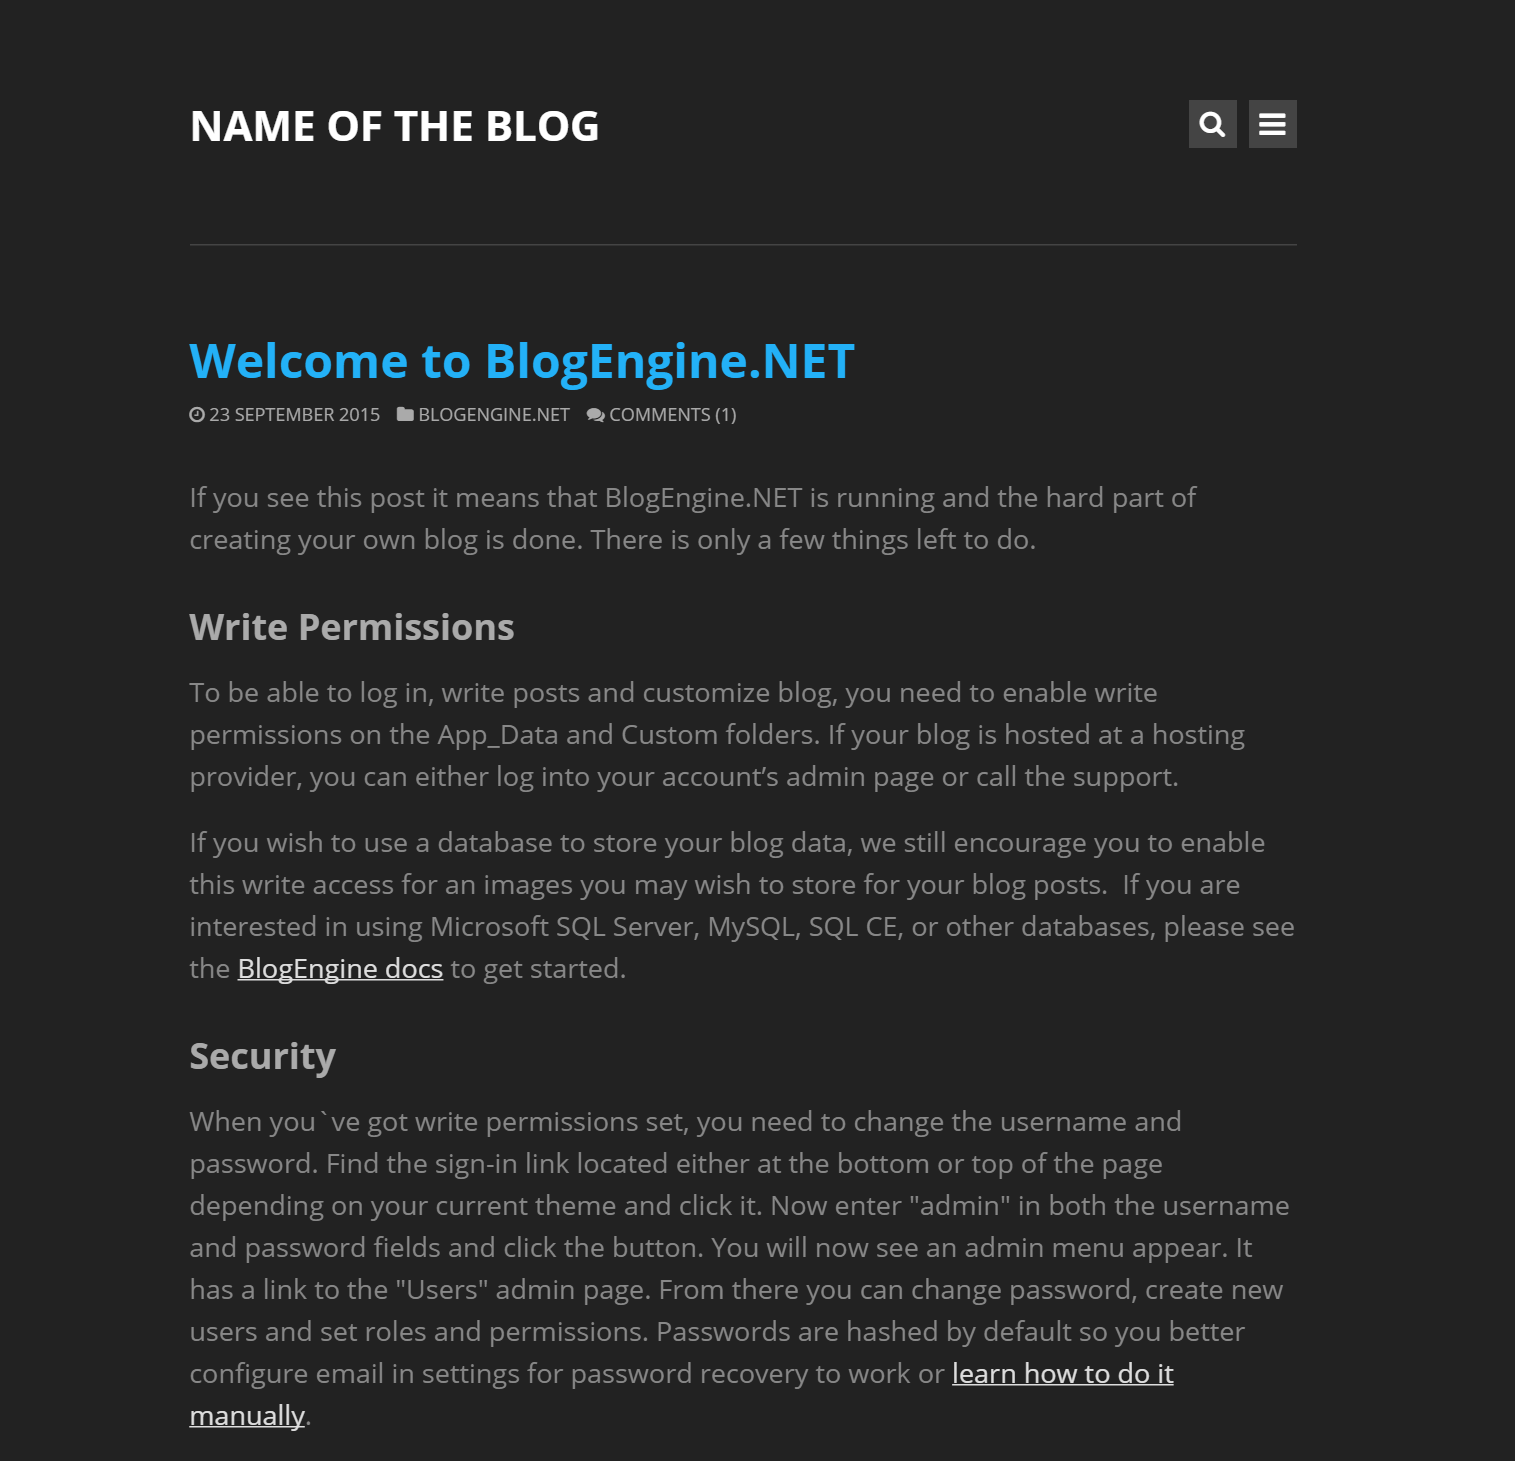 NAME OF THE BLOG
Welcome to BlogEngine.NET
23 SEPTEMBER 2015 BLOGENGINE.NET COMMENTS (1)
If you see this post it means that BlogEngine.NET is running and the hard part of
creating your own blog is done. There is only a few things left to do.
Write Permissions
To be able to log in, write posts and customize blog, you need to enable write
permissions on the App_Data and Custom folders. If your blog is hosted at a hosting
provider, you can either log into your account’s admin page or call the support.
If you wish to use a database to store your blog data, we still encourage you to enable
this write access for an images you may wish to store for your blog posts.  If you are
interested in using Microsoft SQL Server, MySQL, SQL CE, or other databases, please see
the BlogEngine docs to get started.
Security
When you`ve got write permissions set, you need to change the username and
password. Find the sign-in link located either at the bottom or top of the page
depending on your current theme and click it. Now enter "admin" in both the username
and password fields and click the button. You will now see an admin menu appear. It
has a link to the "Users" admin page. From there you can change password, create new
users and set roles and permissions. Passwords are hashed by default so you better
configure email in settings for password recovery to work or learn how to do it
manually.